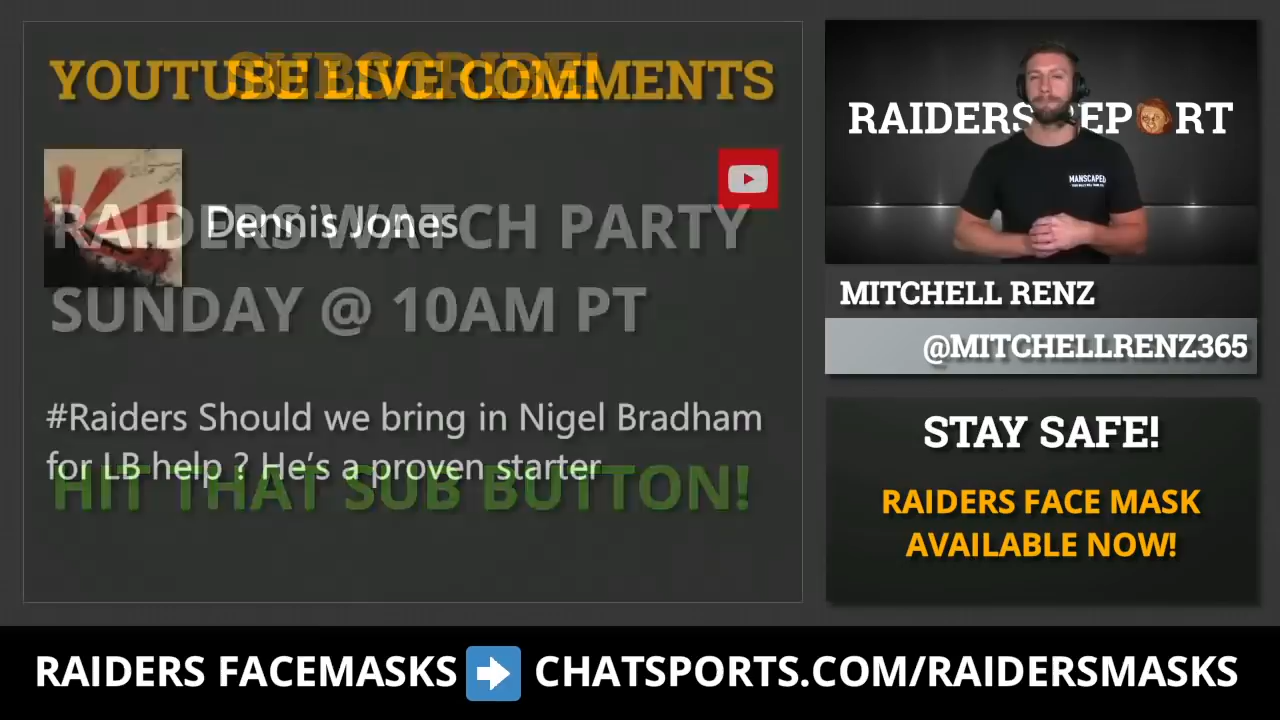 YOUTUBE LIVE COMMENTS
SUBSCRIBE!
Dennis Jones
RAIDERS WATCH PARTY
SUNDAY @ 10AM PT
#Raiders Should we bring in Nigel Bradham
for LB help ? He's a proven starter
HIT THAT SUB BUTTON!
RAIDERS REPORT
MANSCAPED
MITCHELL RENZ
@MITCHELLRENZ365
STAY SAFE!
RAIDERS FACE MASK
AVAILABLE NOW!
RAIDERS FACEMASKS ➡ CHATSPORTS.COM/RAIDERSMASKS